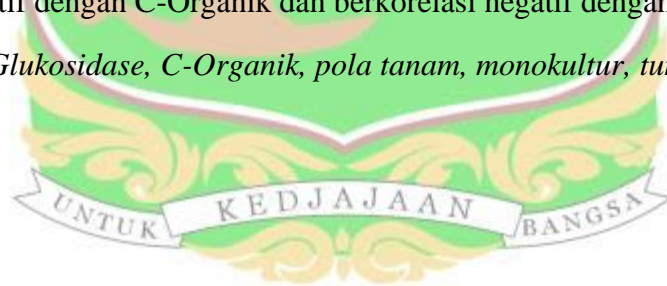 dengan C-Organik dan berkorelasi negatif dengan
Glukosidase, C-Organik, pola tanam, monokultur,
UNTUK KEDJAJAAN BANGSA